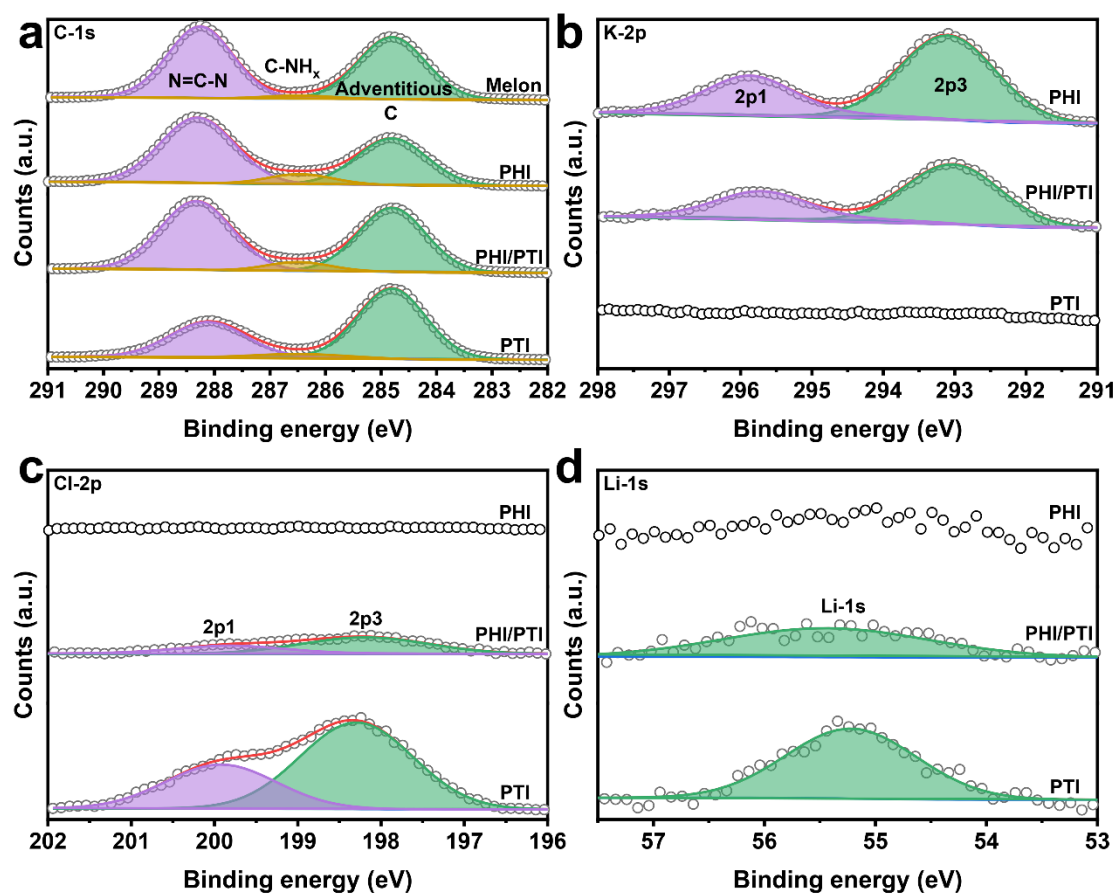 a
C-1s
N=C-N
C-NHₓ
Adventitious
C
Melon
PHI
PHI/PTI
PTI
Counts (a.u.)
291 290 289 288 287 286 285 284 283 282
Binding energy (eV)
b
K-2p
2p1
2p3
PHI
PHI/PTI
PTI
Counts (a.u.)
298 297 296 295 294 293 292 291
Binding energy (eV)
c
Cl-2p
PHI
2p1
2p3
PHI/PTI
PTI
Counts (a.u.)
202 201 200 199 198 197 196
Binding energy (eV)
d
Li-1s
PHI
Li-1s
PHI/PTI
PTI
Counts (a.u.)
57 56 55 54 53
Binding energy (eV)